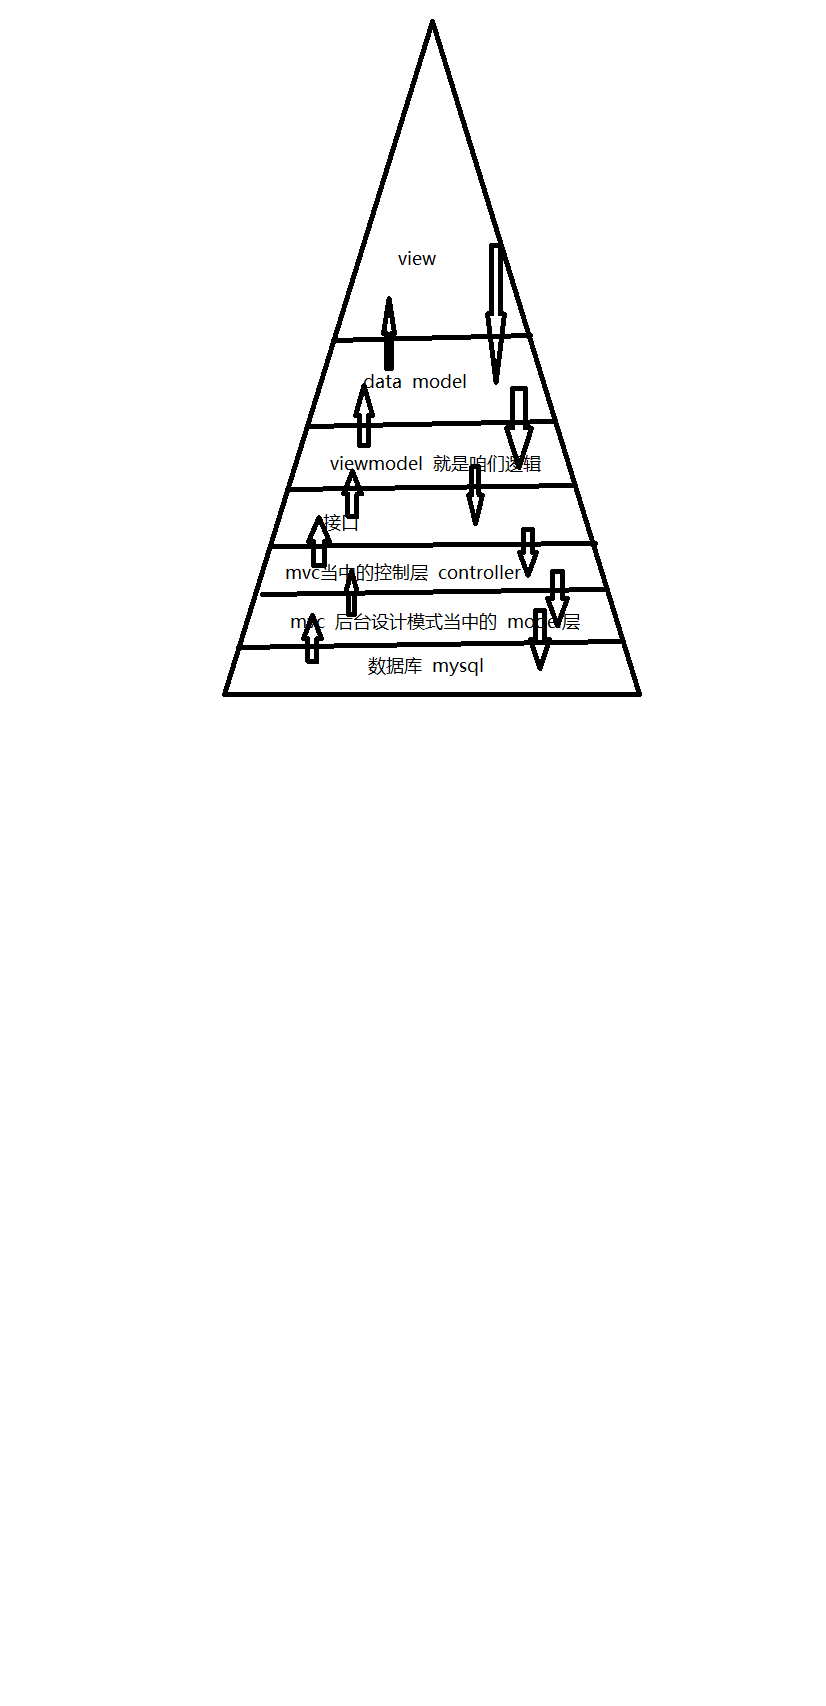 view
data model
viewmodel 就是咱们逻辑
接口
mvc当中的控制层 controller
mvc 后台设计模式当中的 model层
数据库 mysql